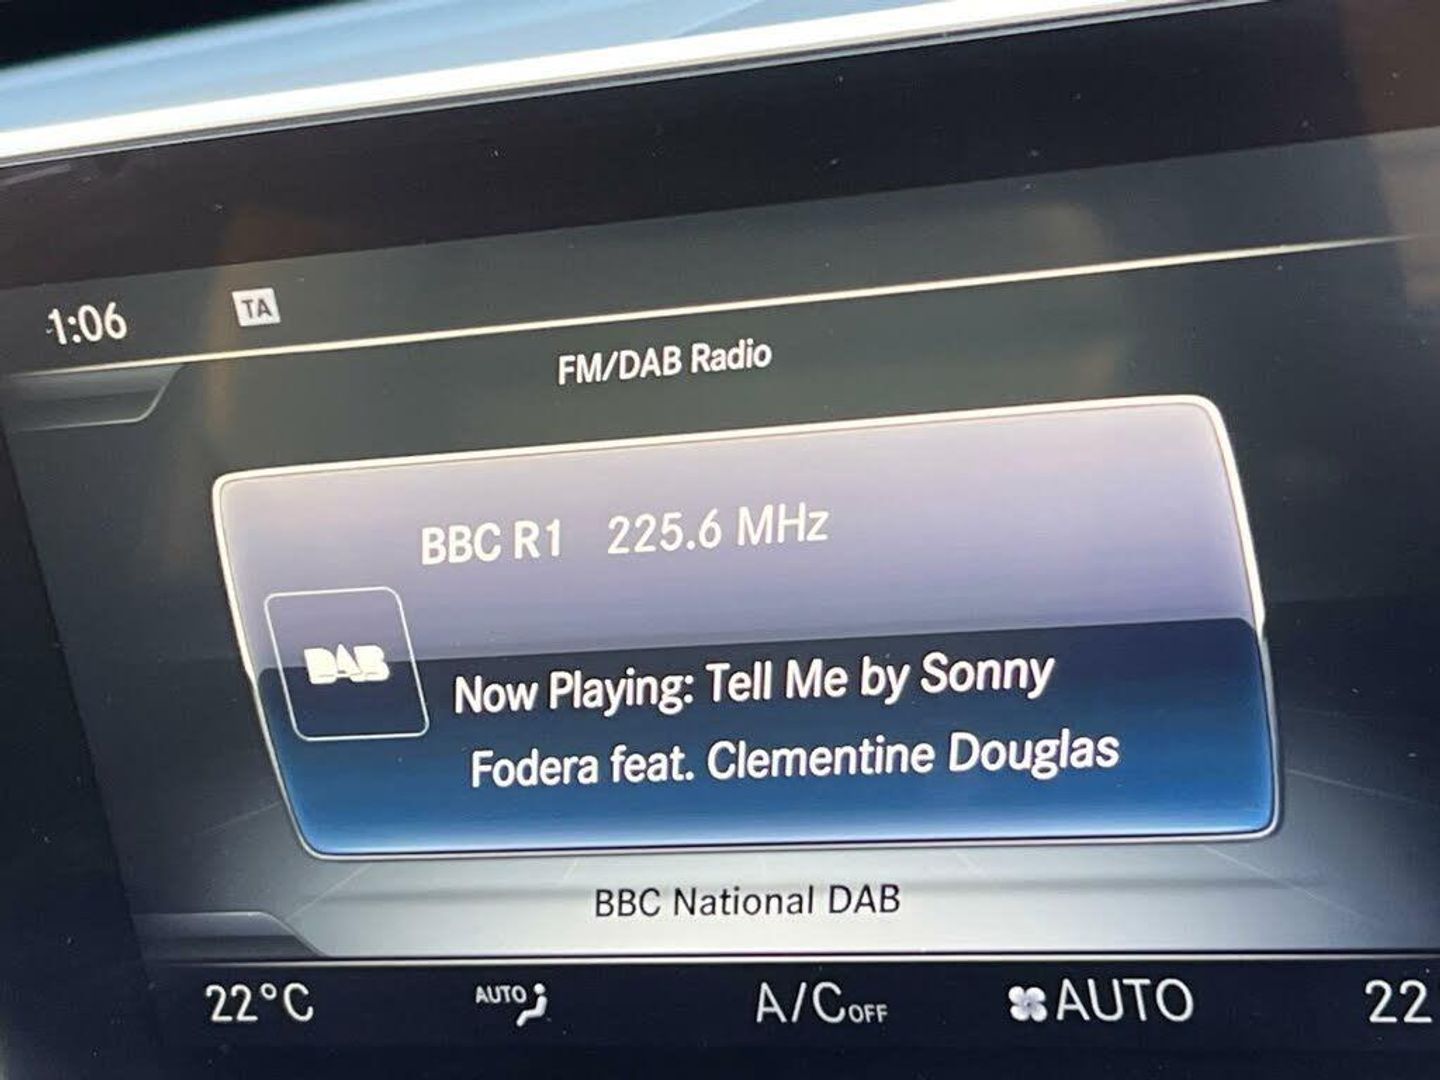 1:06 TA
FM/DAB Radio
BBC R1 225.6 MHz
DAB
Now Playing: Tell Me by Sonny
Fodera feat. Clementine Douglas
BBC National DAB
22°C AUTO A/C OFF AUTO 22